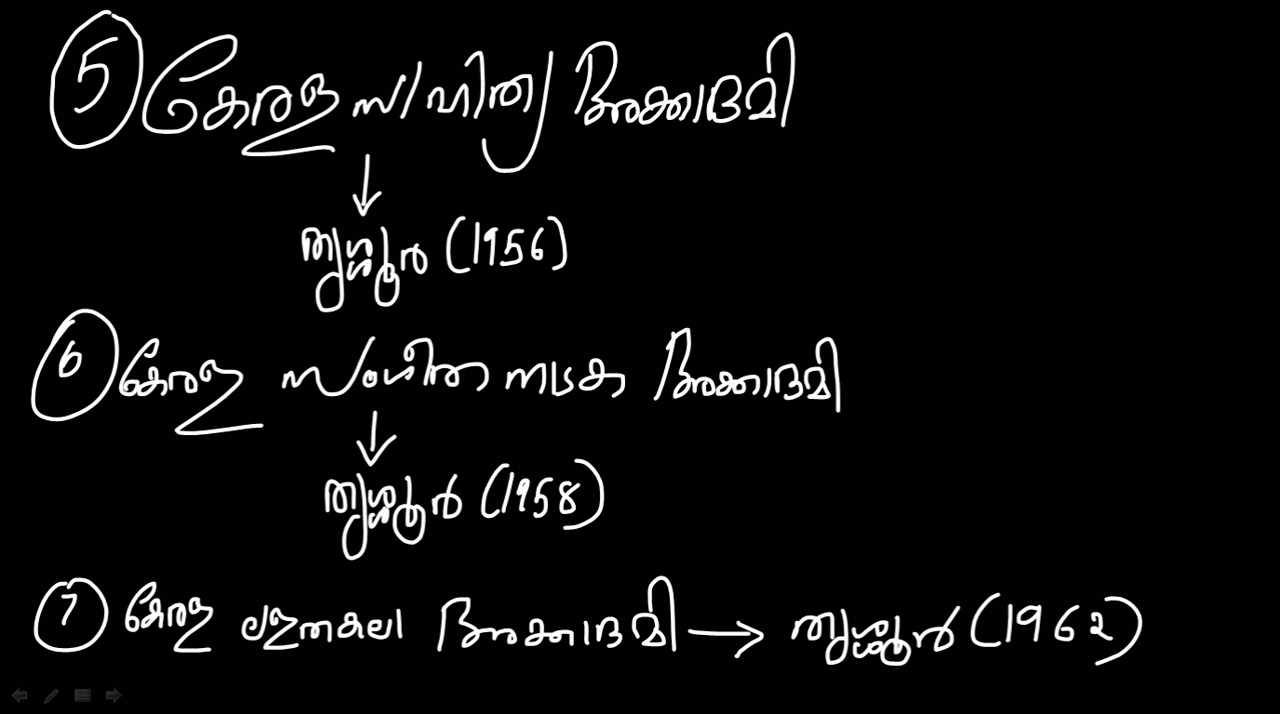 5 കേരള സാഹിത്യ അക്കാദമി
↓
തൃശ്ശൂർ (1956)
6 കേരള സംഗീത നാടക അക്കാദമി
↓
തൃശ്ശൂർ (1958)
7 കേരള ലളിതകലാ അക്കാദമി → തൃശ്ശൂർ (1962)